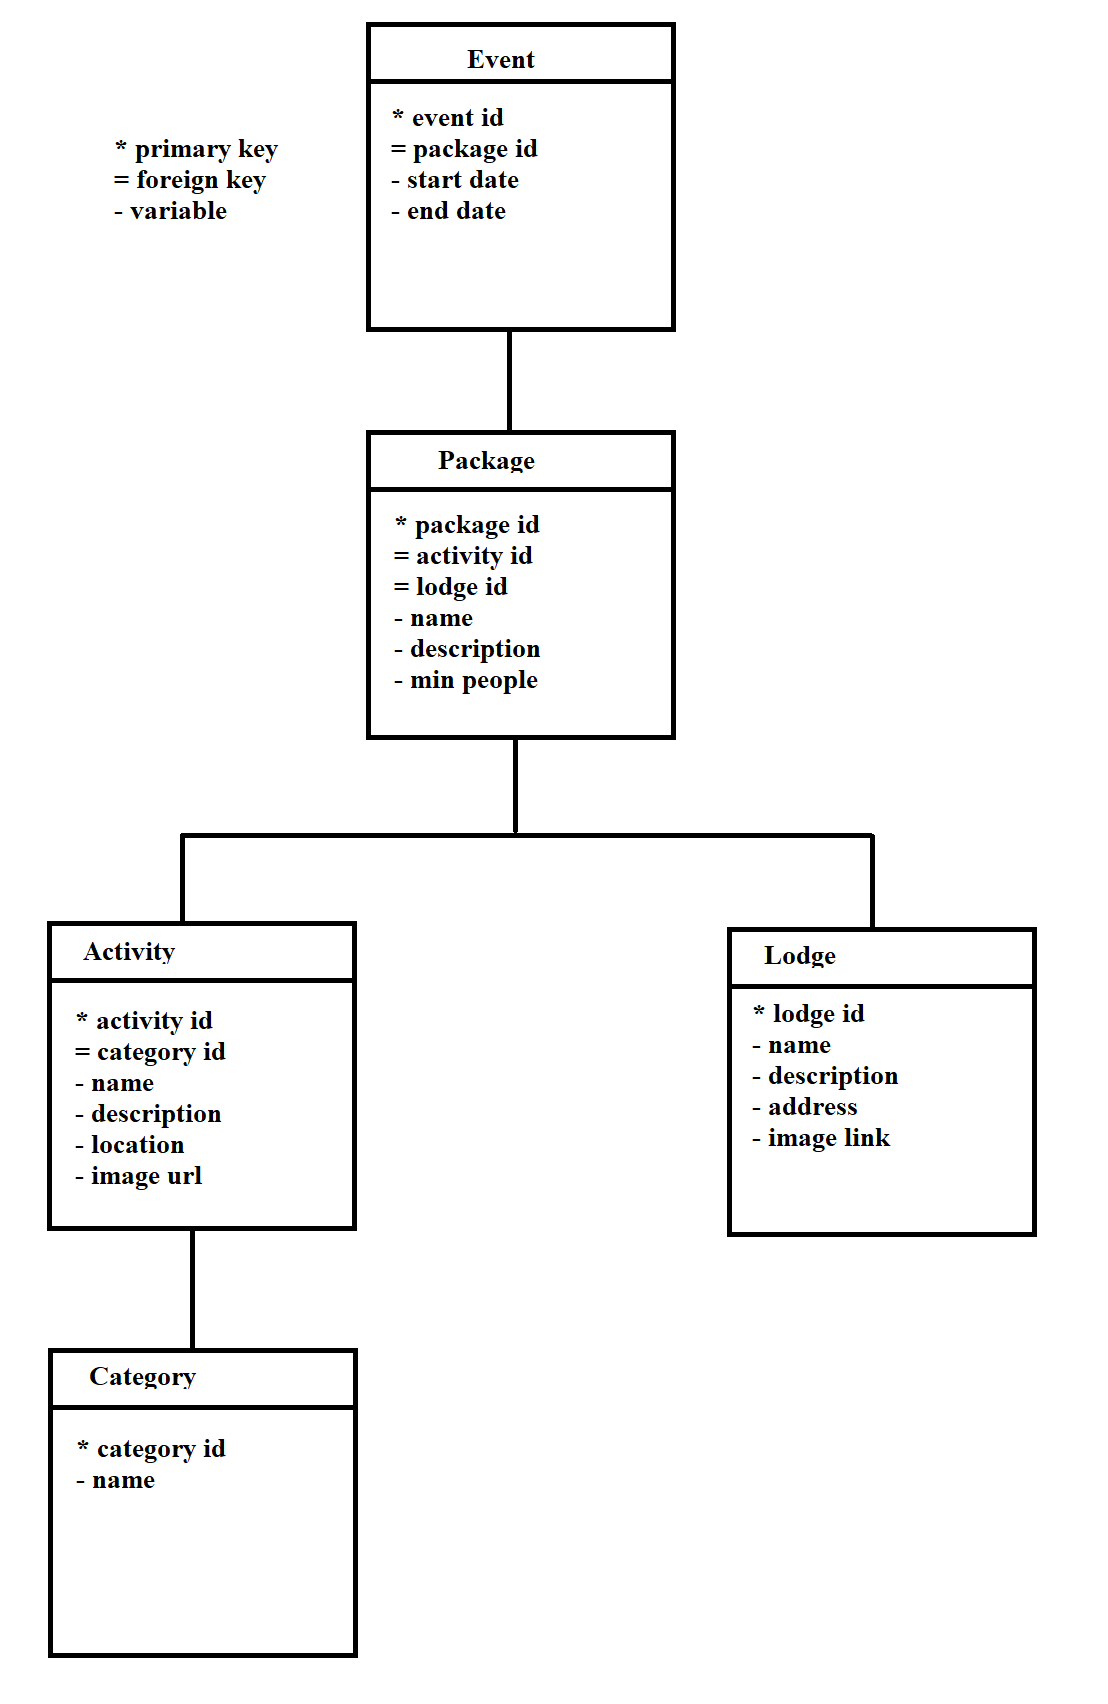 Event
* event id
= package id
- start date
- end date
* primary key
= foreign key
- variable
Package
* package id
= activity id
= lodge id
- name
- description
- min people
Activity
* activity id
= category id
- name
- description
- location
- image url
Lodge
* lodge id
- name
- description
- address
- image link
Category
* category id
- name